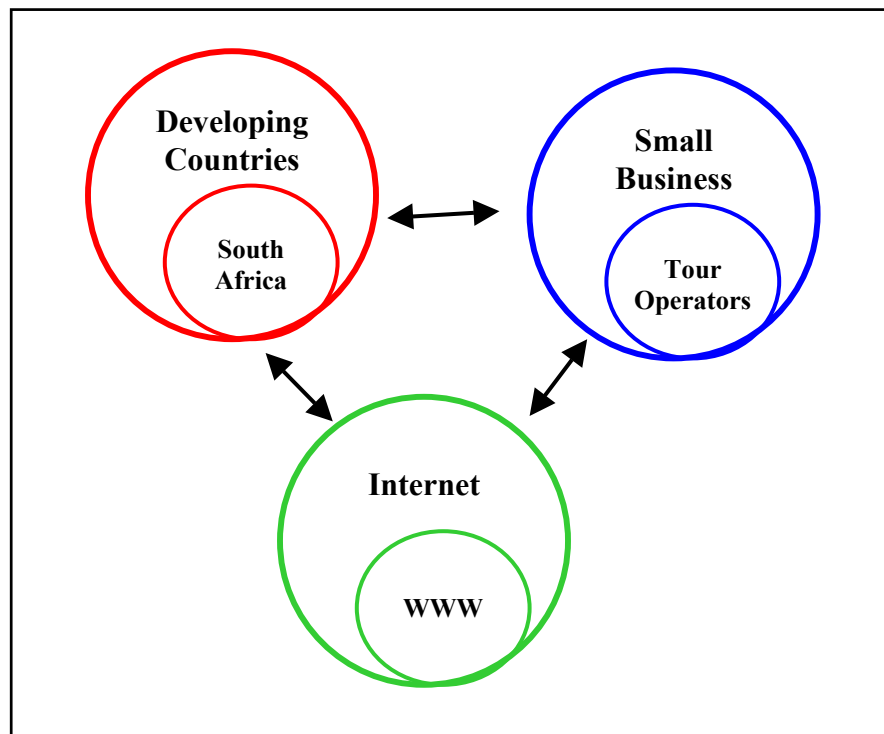 Developing
Countries
South
Africa
Small
Business
Tour
Operators
Internet
WWW